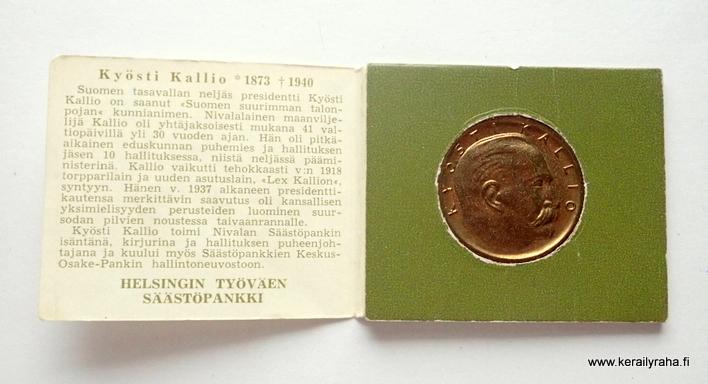 Kyösti Kallio *1873 †1940
Suomen tasavallan neljäs presidentti Kyösti
Kallio on saanut «Suomen suurimman talon-
pojan« kunnianimen. Nivalalainen maanvilje-
lijä Kallio oli yhtäjaksoisesti mukana 41 val-
tiopäivillä yli 30 vuoden ajan. Hän oli pitkä-
aikainen eduskunnan puhemies ja hallituksen
jäsen 10 hallituksessa, niistä neljässä päämi-
nisterinä. Kallio vaikutti tehokkaasti v:n 1918
torpparilain ja uuden asutuslain, «Lex Kallion«,
syntyyn. Hänen v. 1937 alkaneen presidentti-
kautensa merkittävin saavutus oli kansallisen
yksimielisyyden perusteiden luominen suur-
sodan pilvien noustessa taivaanrannalle.
Kyösti Kallio toimi Nivalan Säästöpankin
isäntänä, kirjurina ja hallituksen puheenjoh-
tajana ja kuului myös Säästöpankkien Keskus-
Osake-Pankin hallintoneuvostoon.
HELSINGIN TYÖVÄEN
SÄÄSTÖPANKKI
KYÖSTI KALLIO
www.kerailyraha.fi